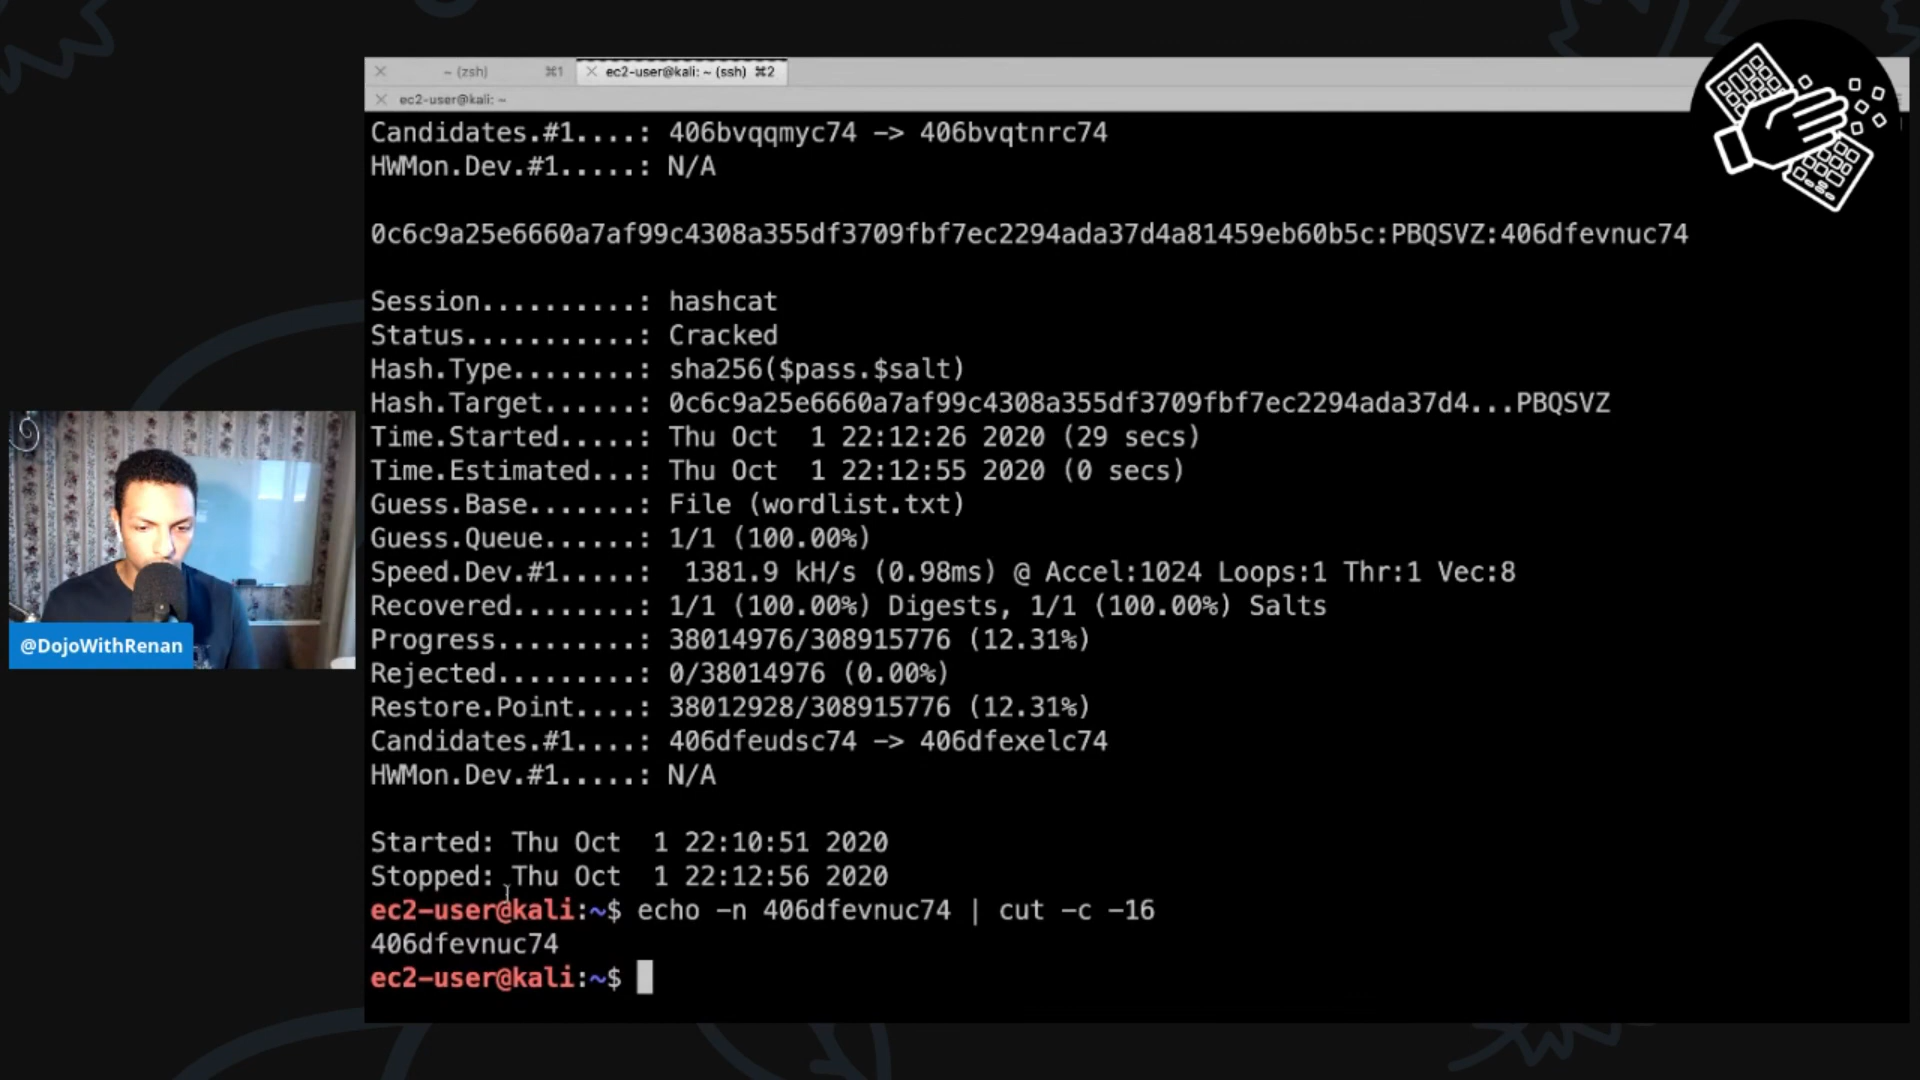 ~ (zsh) ⌘1 ec2-user@kali: ~ (ssh) ⌘2
ec2-user@kali: ~
Candidates.#1....: 406bvqqmyc74 -> 406bvqtnrc74
HWMon.Dev.#1.....: N/A
0c6c9a25e6660a7af99c4308a355df3709fbf7ec2294ada37d4a81459eb60b5c:PBQSVZ:406dfevnuc74
Session..........: hashcat
Status...........: Cracked
Hash.Type........: sha256($pass.$salt)
Hash.Target......: 0c6c9a25e6660a7af99c4308a355df3709fbf7ec2294ada37d4...PBQSVZ
Time.Started.....: Thu Oct  1 22:12:26 2020 (29 secs)
Time.Estimated...: Thu Oct  1 22:12:55 2020 (0 secs)
Guess.Base.......: File (wordlist.txt)
Guess.Queue......: 1/1 (100.00%)
Speed.Dev.#1.....:  1381.9 kH/s (0.98ms) @ Accel:1024 Loops:1 Thr:1 Vec:8
Recovered........: 1/1 (100.00%) Digests, 1/1 (100.00%) Salts
Progress.........: 38014976/308915776 (12.31%)
Rejected.........: 0/38014976 (0.00%)
Restore.Point....: 38012928/308915776 (12.31%)
Candidates.#1....: 406dfeudsc74 -> 406dfexelc74
HWMon.Dev.#1.....: N/A
Started: Thu Oct  1 22:10:51 2020
Stopped: Thu Oct  1 22:12:56 2020
ec2-user@kali:~$ echo -n 406dfevnuc74 | cut -c -16
406dfevnuc74
ec2-user@kali:~$
@DojoWithRenan